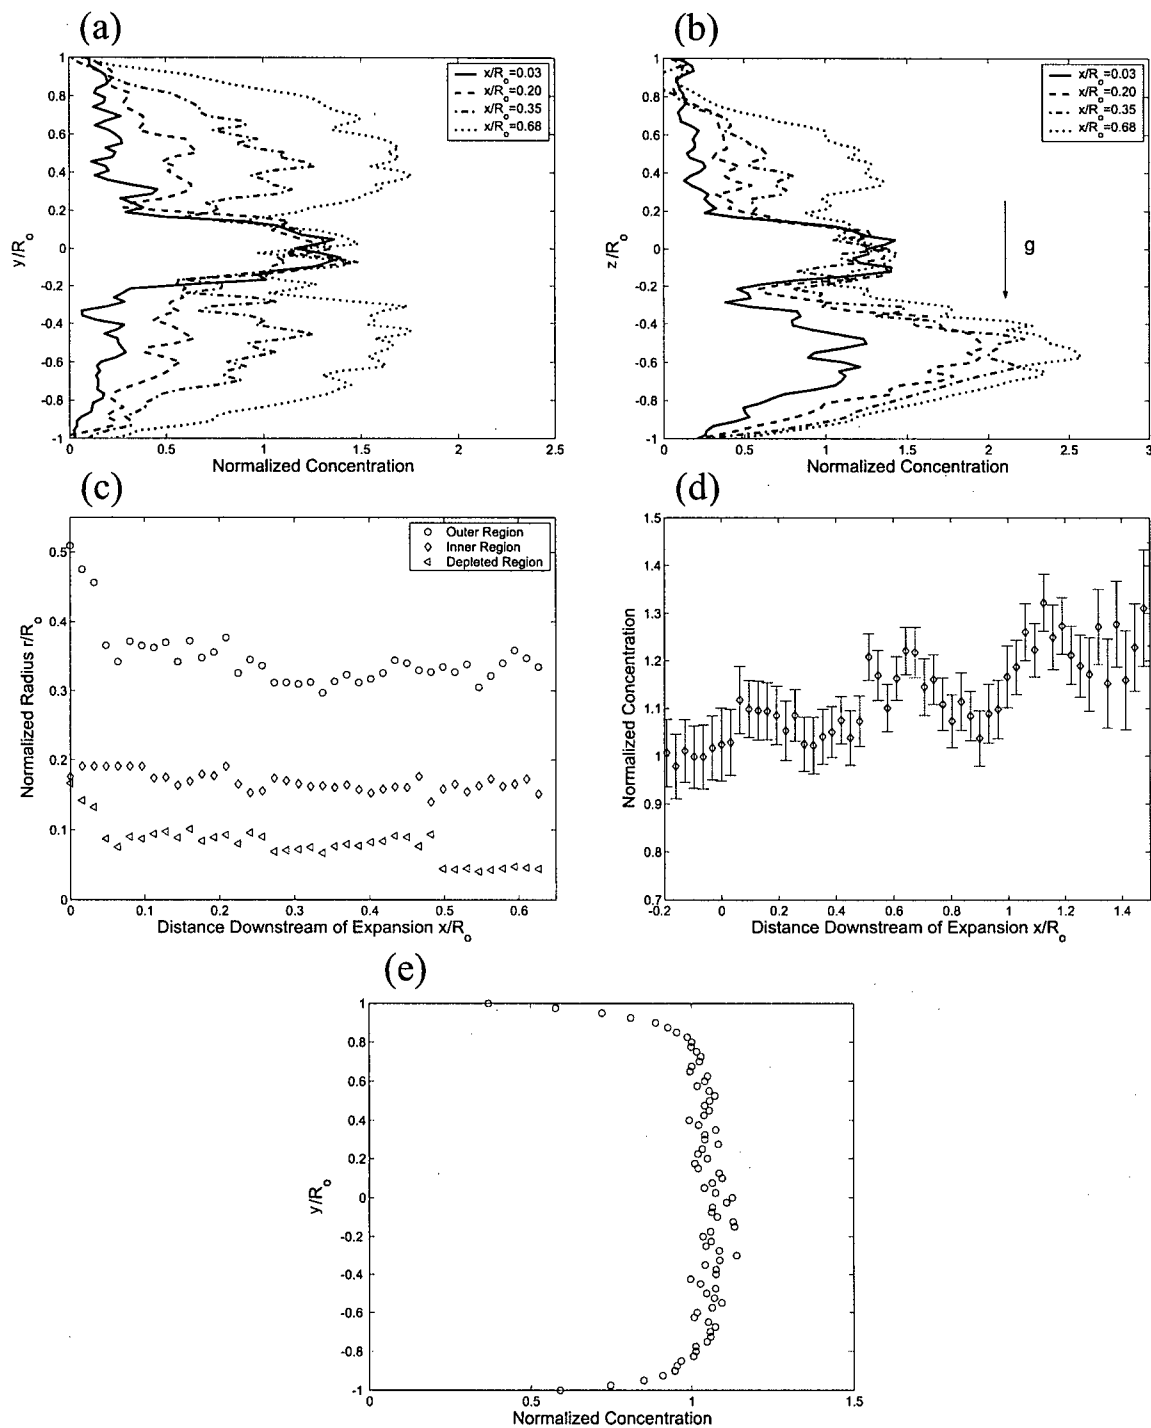 (a)
1
0.8
0.6
0.4
0.2
0
-0.2
-0.4
-0.6
-0.8
-1
y/R_o
0 0.5 1 1.5 2 2.5
Normalized Concentration
x/R_o=0.03
x/R_o=0.20
x/R_o=0.35
x/R_o=0.68
(b)
1
0.8
0.6
0.4
0.2
0
-0.2
-0.4
-0.6
-0.8
-1
z/R_o
0 0.5 1 1.5 2 2.5 3
Normalized Concentration
x/R_o=0.03
x/R_o=0.20
x/R_o=0.35
x/R_o=0.68
g
(c)
0.5
0.4
0.3
0.2
0.1
0
Normalized Radius r/R_o
0 0.1 0.2 0.3 0.4 0.5 0.6
Distance Downstream of Expansion x/R_o
Outer Region
Inner Region
Depleted Region
(d)
1.5
1.4
1.3
1.2
1.1
1
0.9
0.8
0.7
Normalized Concentration
-0.2 0 0.2 0.4 0.6 0.8 1 1.2 1.4
Distance Downstream of Expansion x/R_o
(e)
1
0.8
0.6
0.4
0.2
0
-0.2
-0.4
-0.6
-0.8
-1
y/R_o
0 0.5 1 1.5
Normalized Concentration